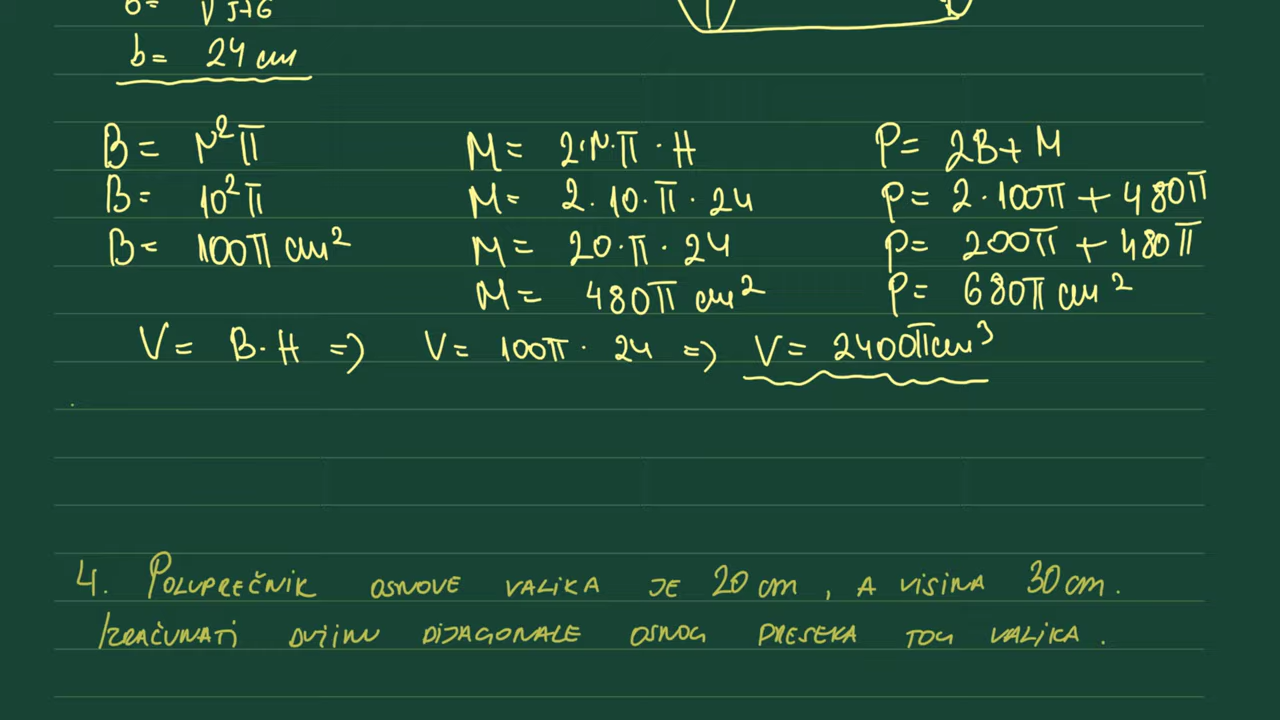 b= 24 cm
B= r²π M= 2·r·π·H P= 2B+M
B= 10²π M= 2·10·π·24 P= 2·100π+480π
B= 100π cm² M= 20·π·24 P= 200π+480π
M= 480π cm² P= 680π cm²
V= B·H => V= 100π·24 => V= 2400π cm³
4. POLUPREČNIK OSNOVE VALJKA JE 20 cm, A VISINA 30 cm.
IZRAČUNATI DUŽINU DIJAGONALE OSNOG PRESEKA TOG VALJKA.